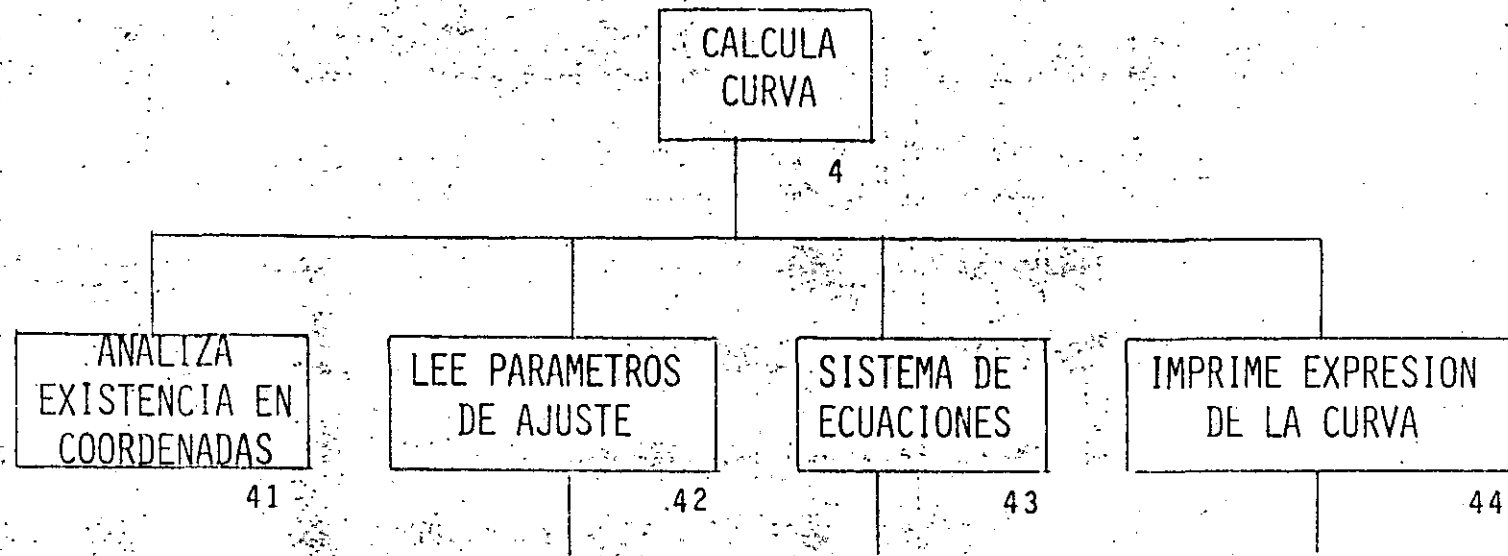 CALCULA
CURVA
4
ANALIZA
EXISTENCIA EN
COORDENADAS
41
LEE PARAMETROS
DE AJUSTE
42
SISTEMA DE
ECUACIONES
43
IMPRIME EXPRESION
DE LA CURVA
44